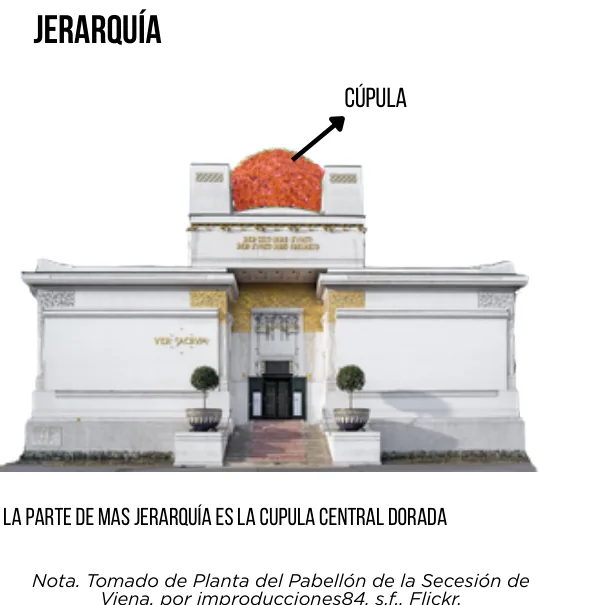 JERARQUÍA
CÚPULA
VER SACRVM
LA PARTE DE MAS JERARQUÍA ES LA CUPULA CENTRAL DORADA
Nota. Tomado de Planta del Pabellón de la Secesión de
Viena, por improducciones84, s.f., Flickr.